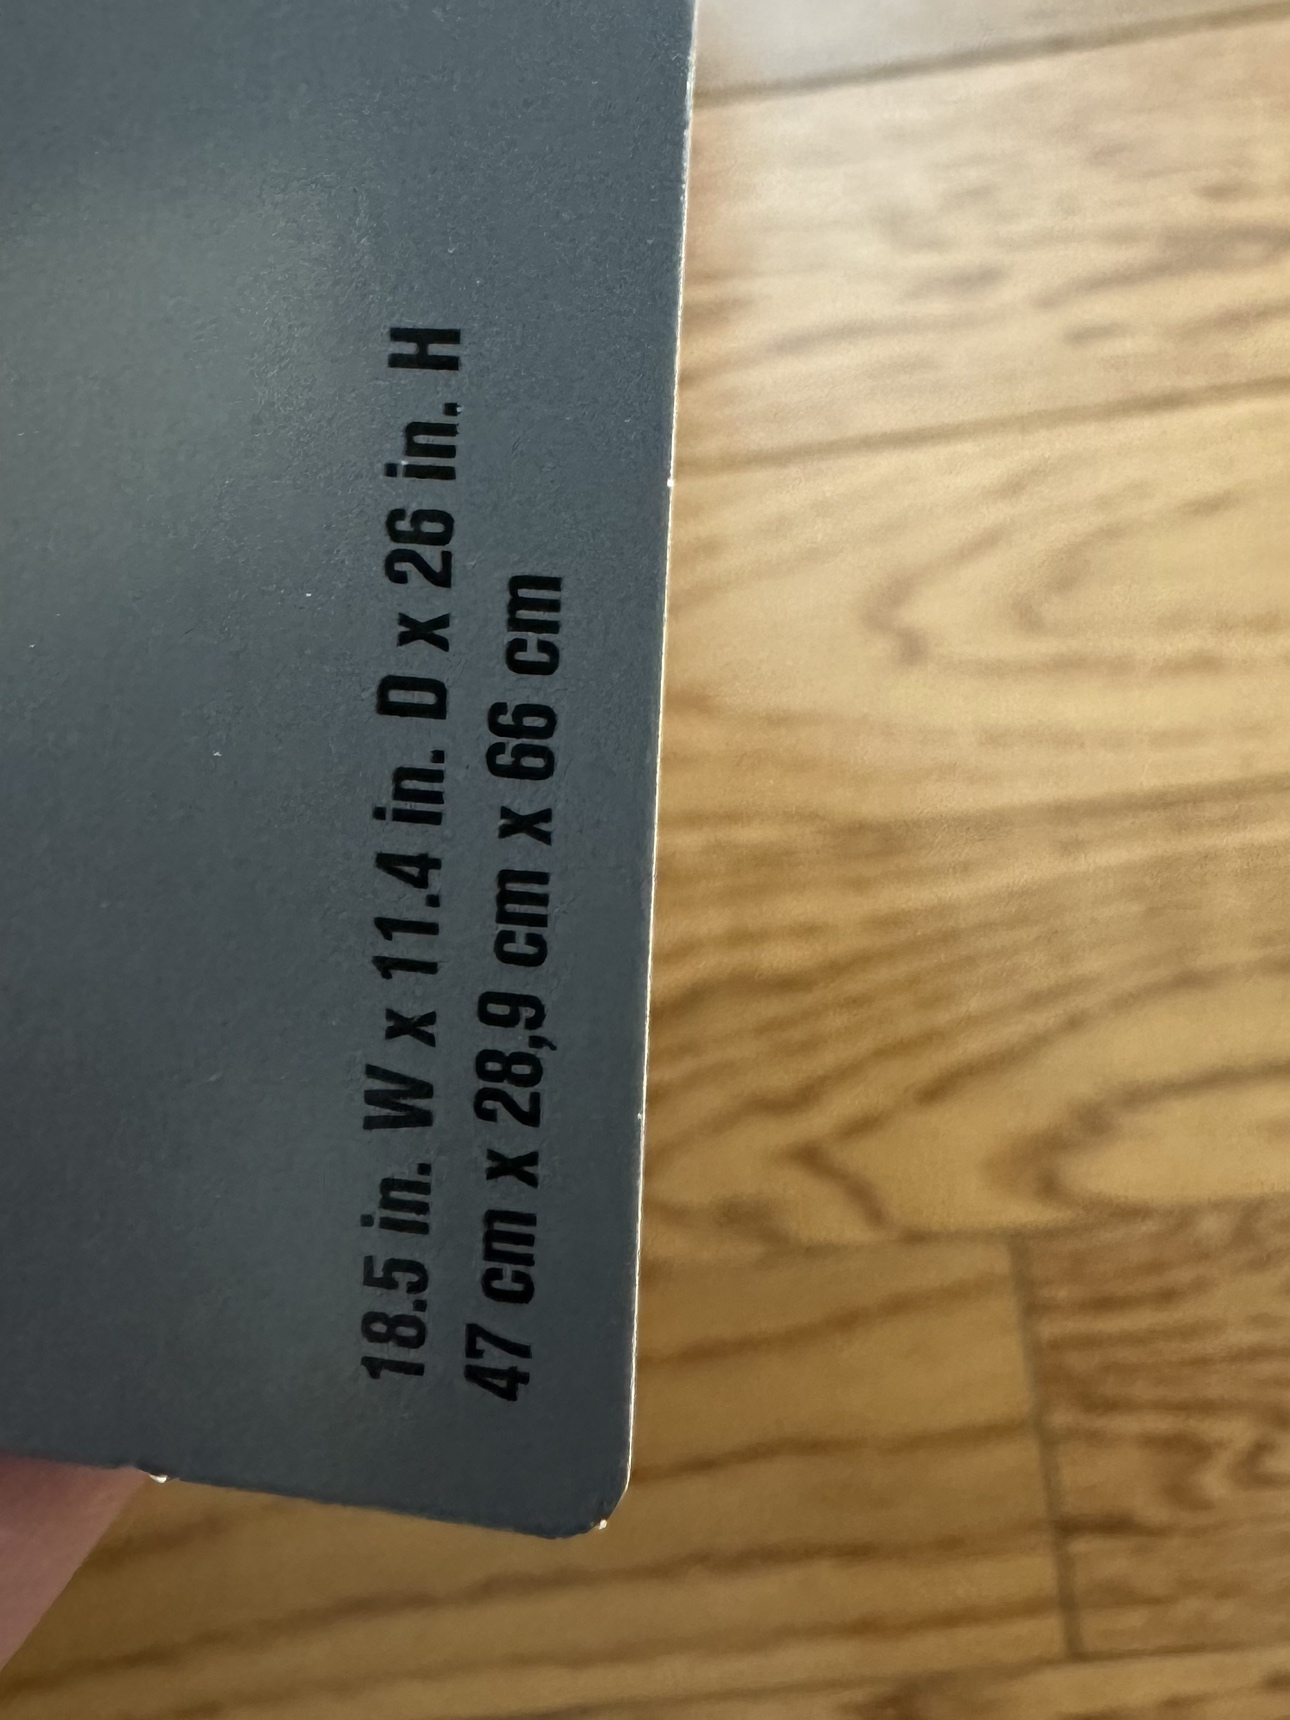 18.5 in. W x 11.4 in. D x 26 in. H
47 cm x 28,9 cm x 66 cm